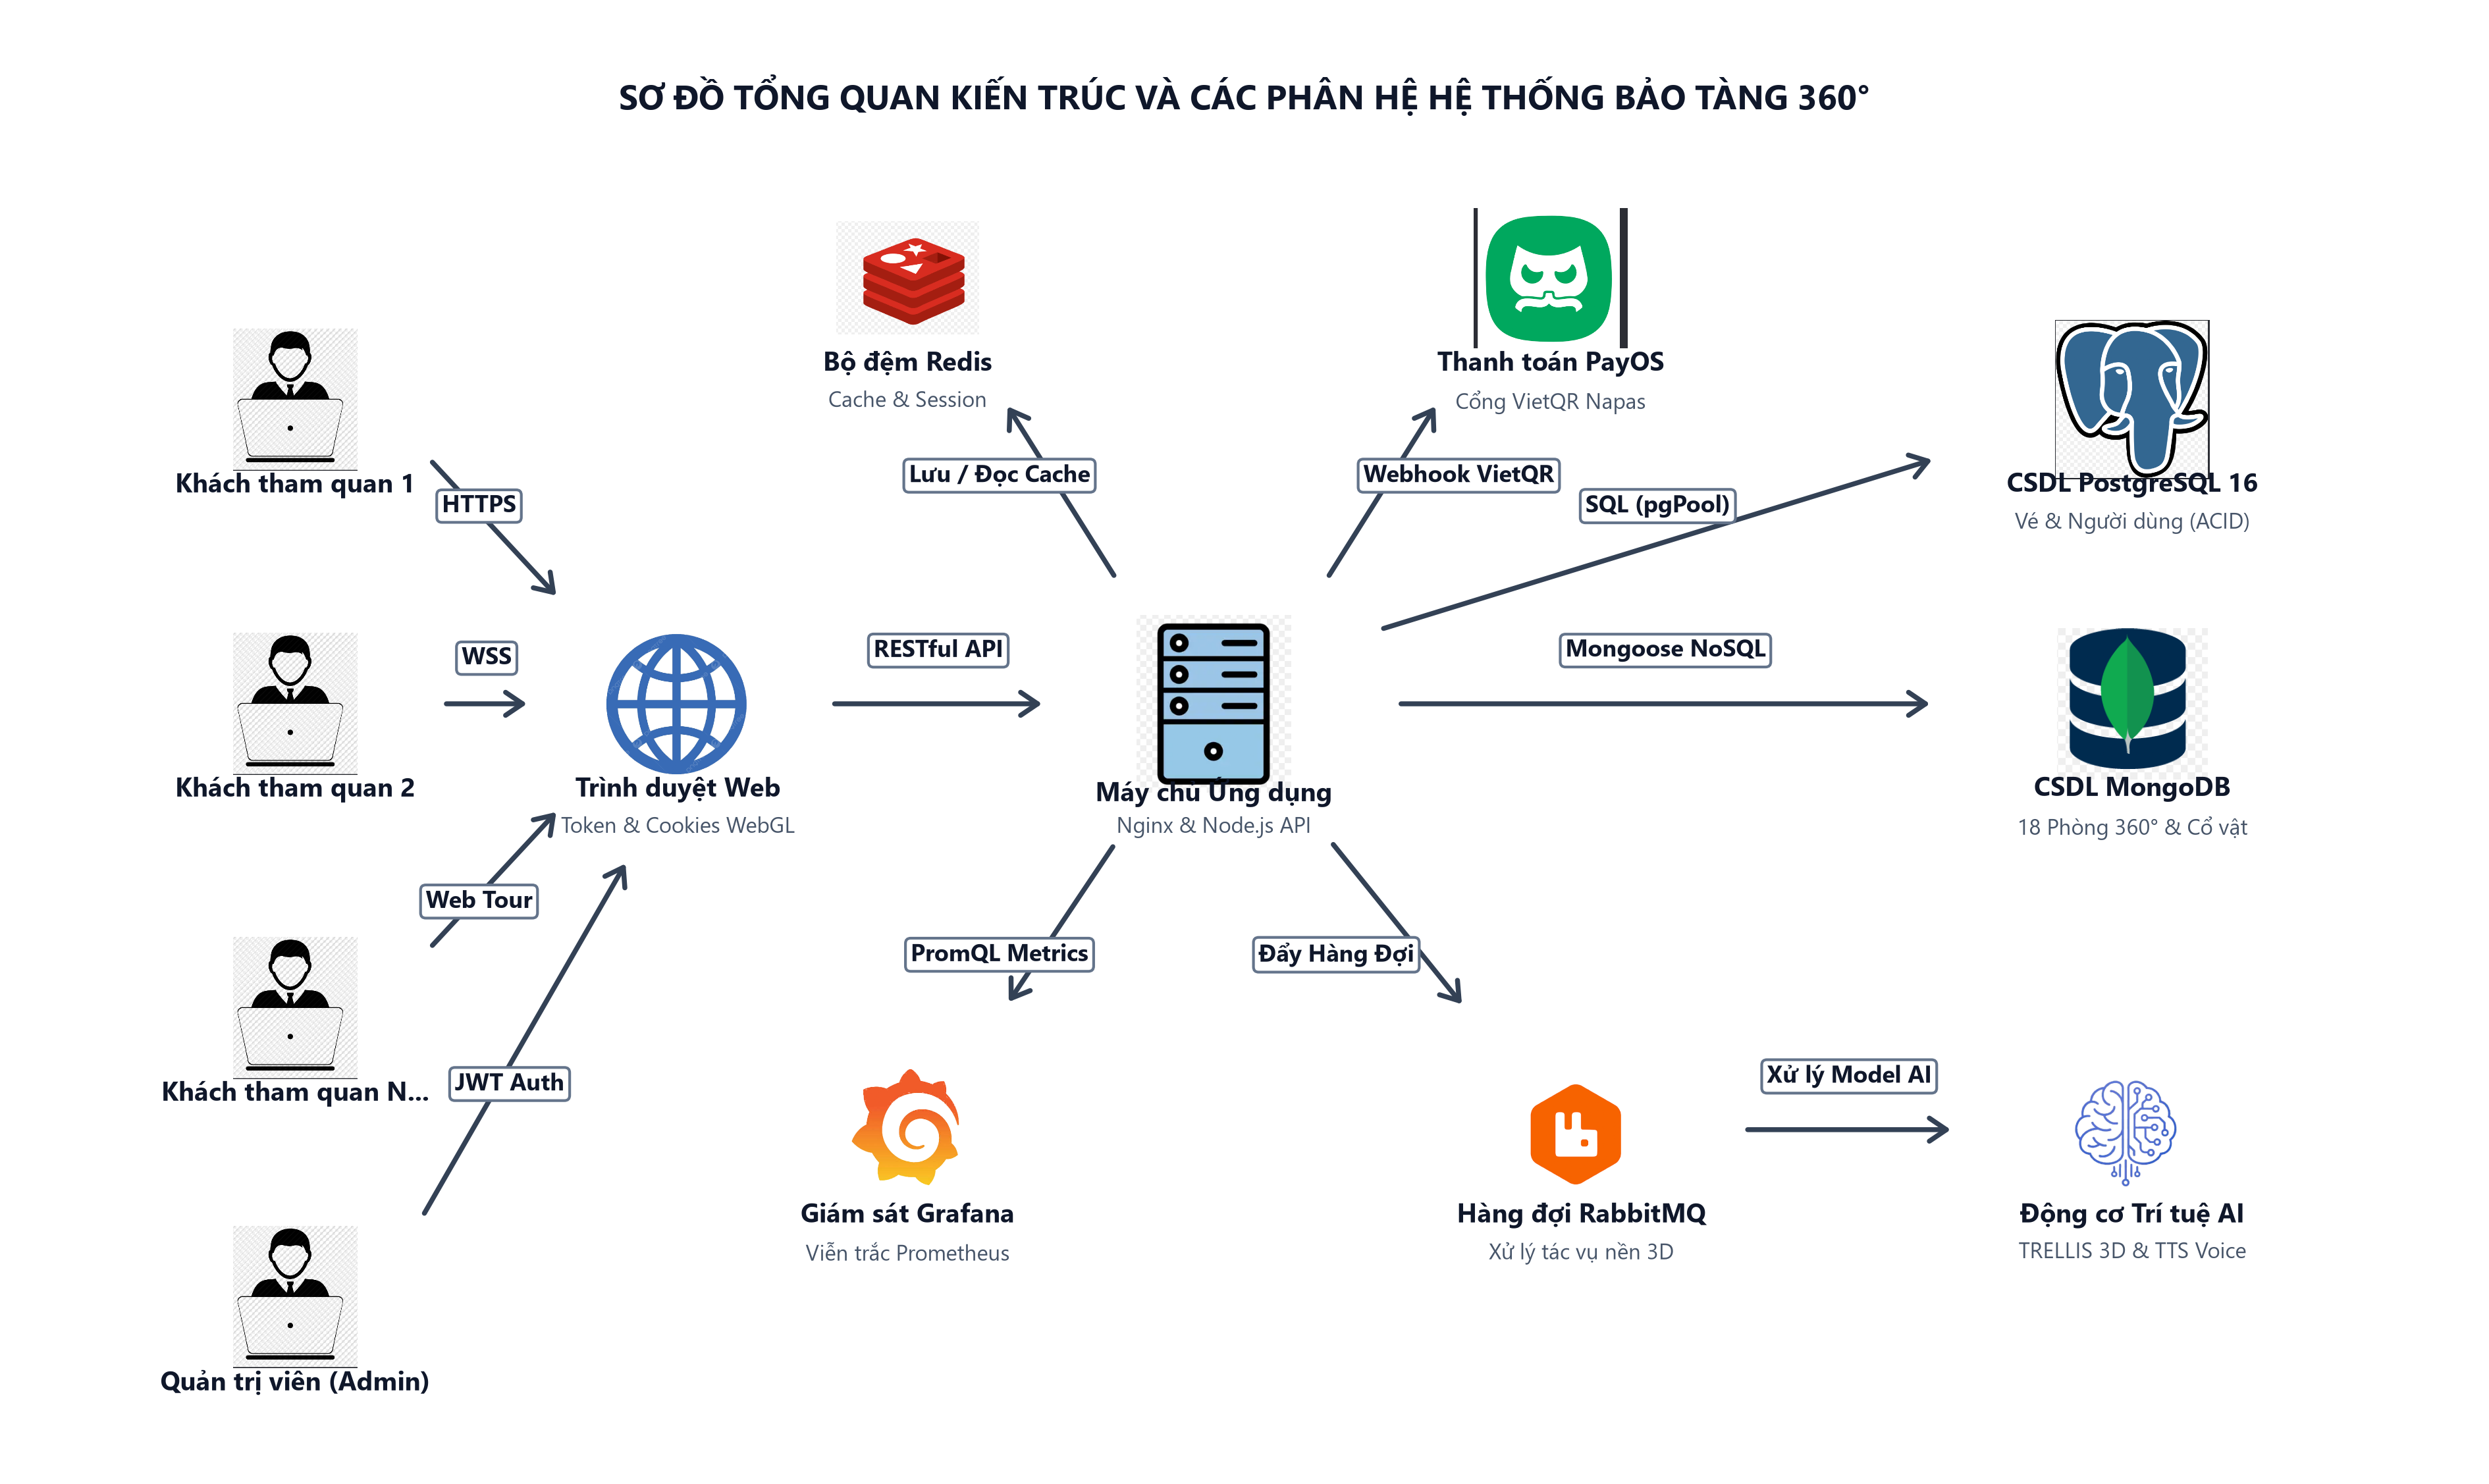 SƠ ĐỒ TỔNG QUAN KIẾN TRÚC VÀ CÁC PHÂN HỆ HỆ THỐNG BẢO TÀNG 360°
Bộ đệm Redis
Cache & Session
Thanh toán PayOS
Cổng VietQR Napas
Khách tham quan 1
HTTPS
Lưu / Đọc Cache
Webhook VietQR
SQL (pgPool)
CSDL PostgreSQL 16
Vé & Người dùng (ACID)
WSS
RESTful API
Mongoose NoSQL
Khách tham quan 2
Trình duyệt Web
Token & Cookies WebGL
Máy chủ Ứng dụng
Nginx & Node.js API
CSDL MongoDB
18 Phòng 360° & Cổ vật
Web Tour
PromQL Metrics
Đẩy Hàng Đợi
Khách tham quan N...
JWT Auth
Xử lý Model AI
Giám sát Grafana
Viễn trắc Prometheus
Hàng đợi RabbitMQ
Xử lý tác vụ nền 3D
Động cơ Trí tuệ AI
TRELLIS 3D & TTS Voice
Quản trị viên (Admin)